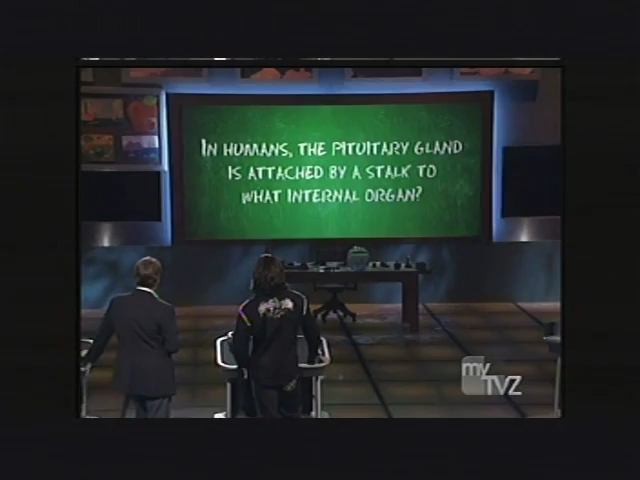 IN HUMANS, THE PITUITARY GLAND
IS ATTACHED BY A STALK TO
WHAT INTERNAL ORGAN?
my
TVZ